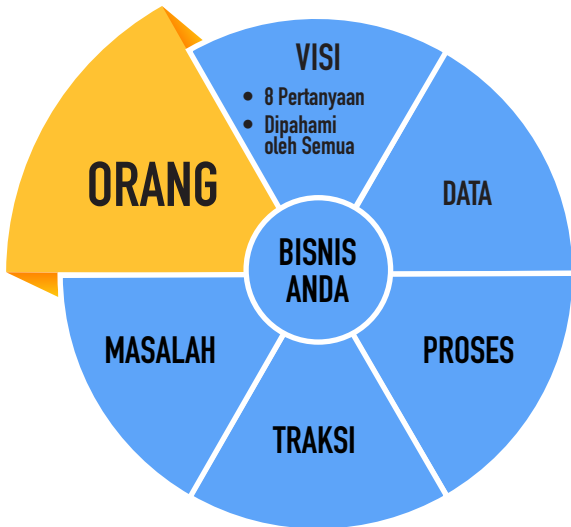 VISI
• 8 Pertanyaan
• Dipahami
oleh Semua
ORANG
DATA
BISNIS
ANDA
MASALAH
PROSES
TRAKSI